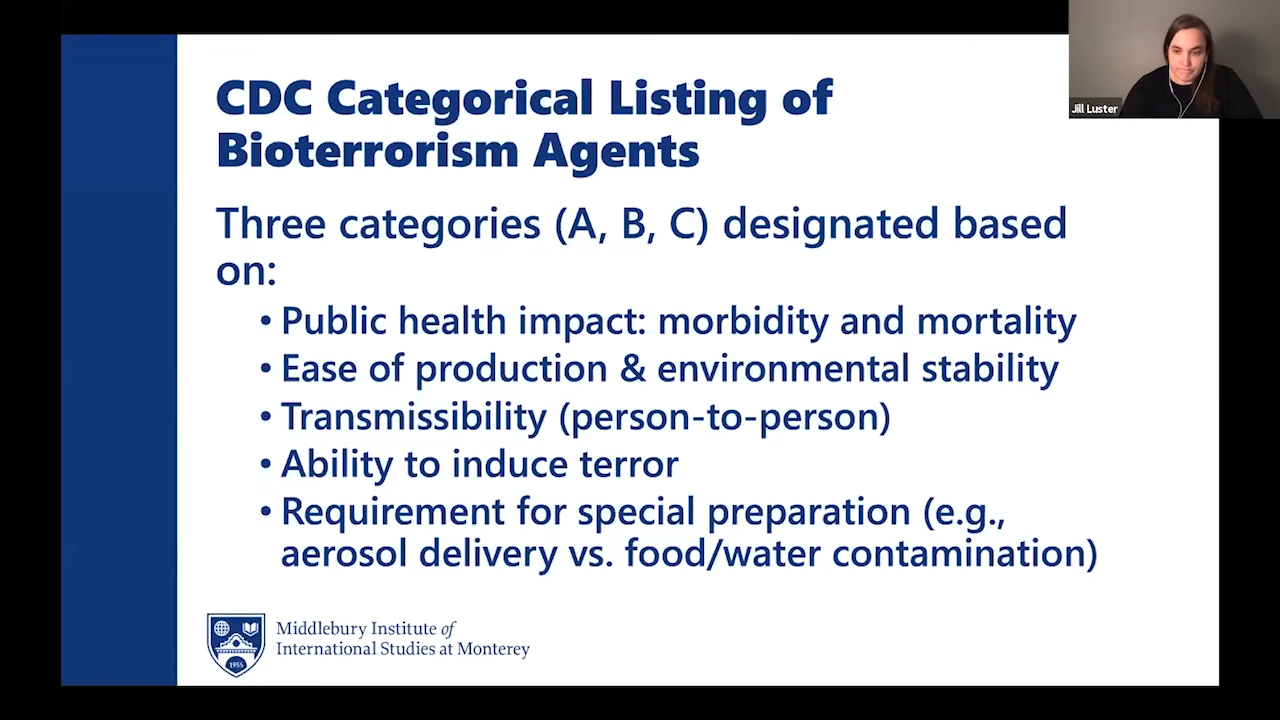 Jill Luster
CDC Categorical Listing of
Bioterrorism Agents
Three categories (A, B, C) designated based
on:
• Public health impact: morbidity and mortality
• Ease of production & environmental stability
• Transmissibility (person-to-person)
• Ability to induce terror
• Requirement for special preparation (e.g.,
aerosol delivery vs. food/water contamination)
1955
Middlebury Institute of
International Studies at Monterey